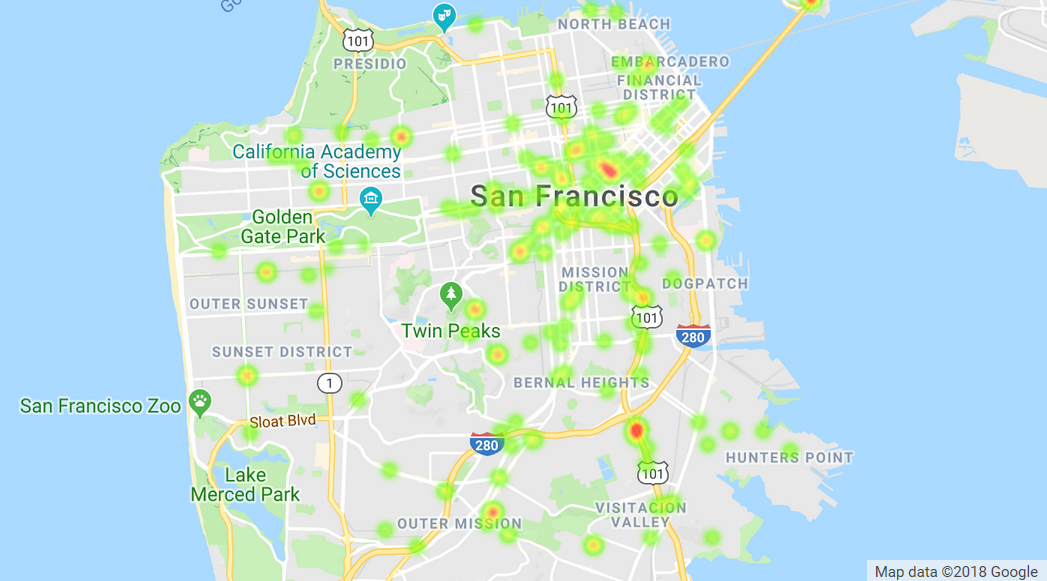 Go
NORTH BEACH
101
PRESIDIO
EMBARCADERO
FINANCIAL
DISTRICT
101
California Academy
of Sciences
San Francisco
Golden
Gate Park
MISSION
DISTRICT
DOGPATCH
OUTER SUNSET
101
Twin Peaks
280
SUNSET DISTRICT
1
BERNAL HEIGHTS
San Francisco Zoo
Sloat Blvd
280
HUNTERS POINT
101
Lake
Merced Park
VISITACION
VALLEY
OUTER MISSION
Map data ©2018 Google